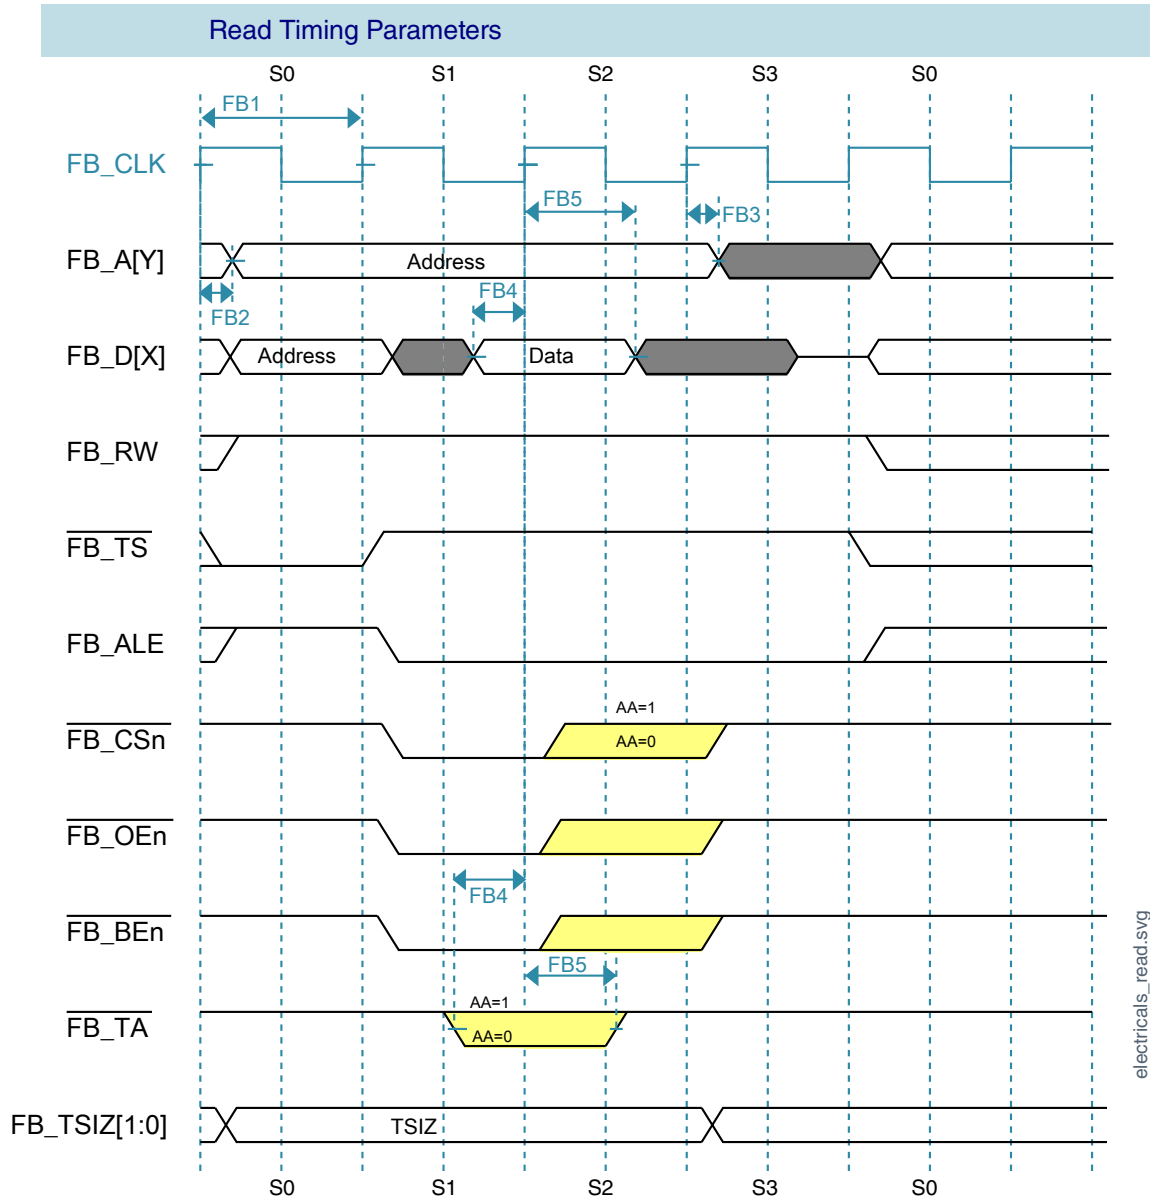 Read Timing Parameters
S0 S1 S2 S3 S0
FB1
FB_CLK
FB5
FB3
FB_A[Y]
Address
FB4
FB2
FB_D[X]
Address
Data
FB_RW
FB_TS
FB_ALE
AA=1
FB_CSn
AA=0
FB_OEn
FB4
FB_BEn
FB5
AA=1
FB_TA
AA=0
FB_TSIZ[1:0]
TSIZ
S0 S1 S2 S3 S0
electricals_read.svg